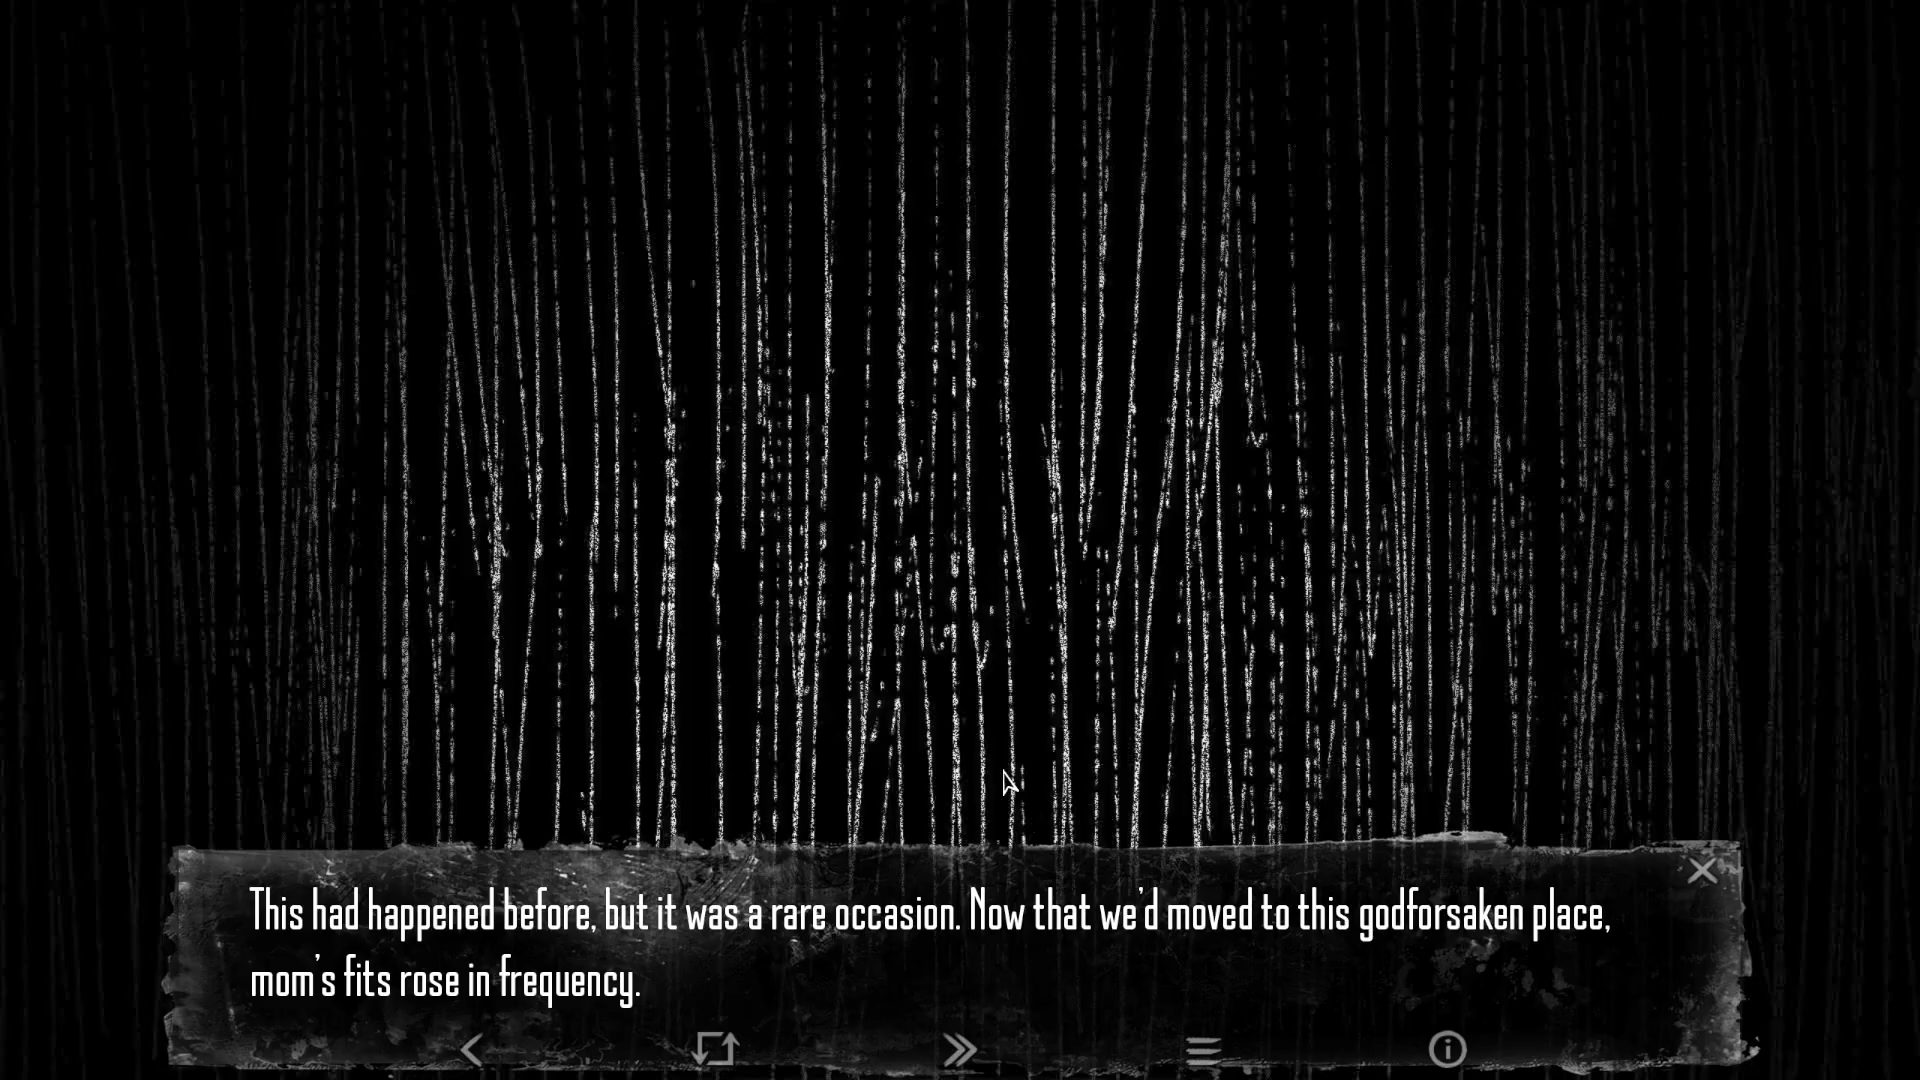 This had happened before, but it was a rare occasion. Now that we'd moved to this godforsaken place,
mom's fits rose in frequency.